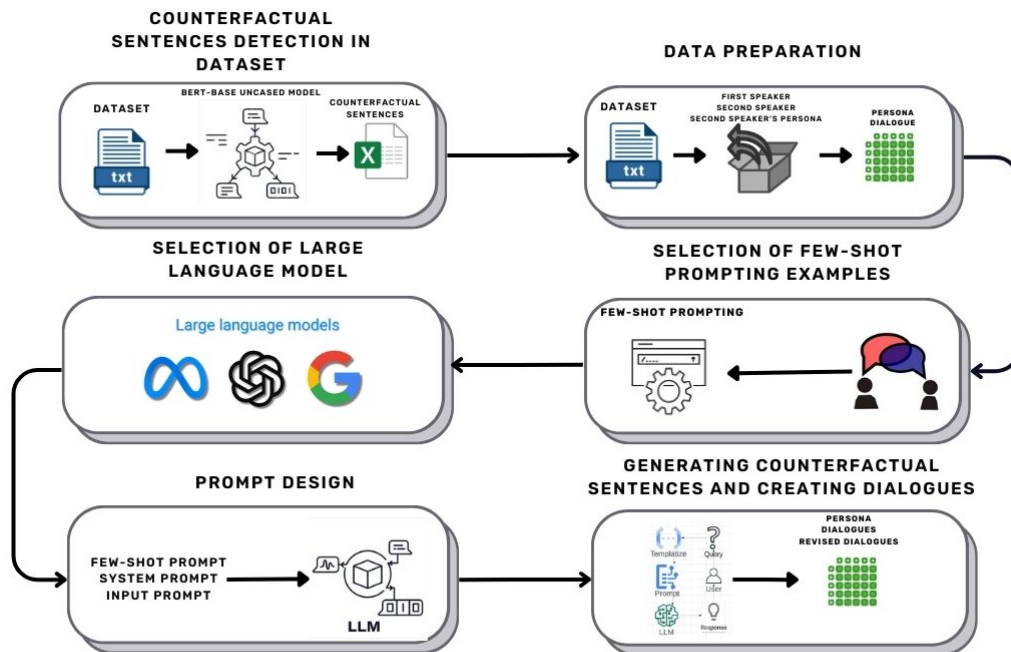 COUNTERFACTUAL
SENTENCES DETECTION IN
DATASET
DATASET
txt
BERT-BASE UNCASED MODEL
COUNTERFACTUAL
SENTENCES
X
DATA PREPARATION
DATASET
txt
FIRST SPEAKER
SECOND SPEAKER
SECOND SPEAKER'S PERSONA
PERSONA
DIALOGUE
SELECTION OF FEW-SHOT
PROMPTING EXAMPLES
FEW-SHOT PROMPTING
SELECTION OF LARGE
LANGUAGE MODEL
Large language models
PROMPT DESIGN
FEW-SHOT PROMPT
SYSTEM PROMPT
INPUT PROMPT
LLM
GENERATING COUNTERFACTUAL
SENTENCES AND CREATING DIALOGUES
Templatize
Query
Prompt
User
LLM
Response
PERSONA
DIALOGUES
REVISED DIALOGUES